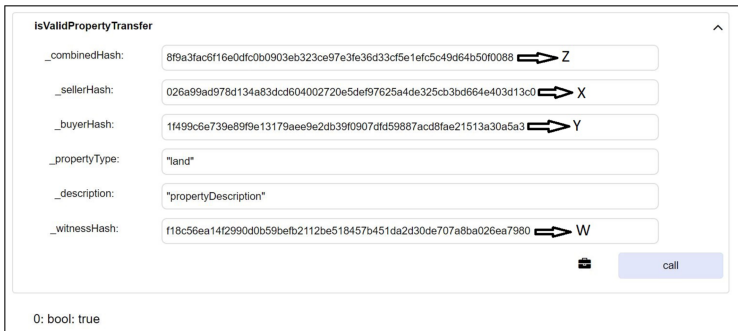 isValidPropertyTransfer
_combinedHash: 8f9a3fac6f16e0dfc0b0903eb323ce97e3fe36d33cf5e1efc5c49d64b50f0088 Z
_sellerHash: 026a99ad978d134a83dcd604002720e5def97625a4de325cb3bd664e403d13c0 X
_buyerHash: 1f499c6e739e89f9e13179aee9e2db39f0907dfd59887acd8fae21513a30a5a3 Y
_propertyType: "land"
_description: "propertyDescription"
_witnessHash: f18c56ea14f2990d0b59befb2112be518457b451da2d30de707a8ba026ea7980 W
call
0: bool: true